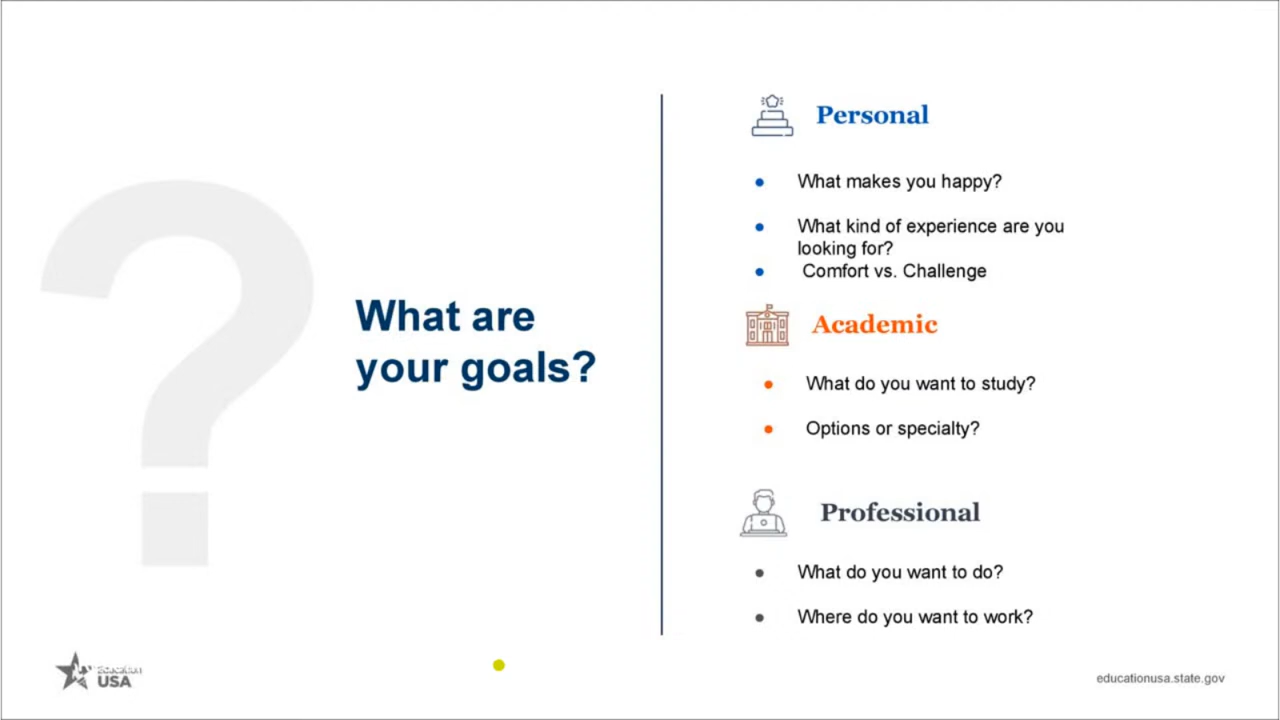 What are
your goals?
Personal
What makes you happy?
What kind of experience are you
looking for?
Comfort vs. Challenge
Academic
What do you want to study?
Options or specialty?
Professional
What do you want to do?
Where do you want to work?
Education
USA
educationusa.state.gov